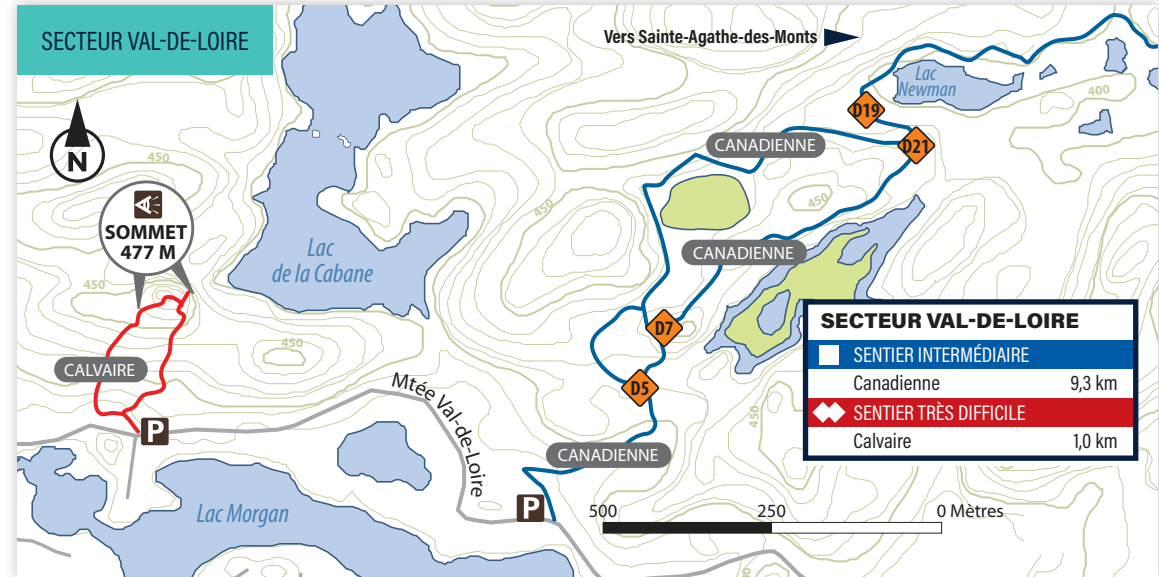 SECTEUR VAL-DE-LOIRE
Vers Sainte-Agathe-des-Monts
Lac
Newman
400
D19
D21
CANADIENNE
N
450
SOMMET
477 M
450
450
450
Lac
de la Cabane
CANADIENNE
450
D7
CALVAIRE
D5
Mtée Val-de-Loire
P
CANADIENNE
450
Lac Morgan
P
500 250 0 Mètres
SECTEUR VAL-DE-LOIRE
SENTIER INTERMÉDIAIRE
Canadienne 9,3 km
SENTIER TRÈS DIFFICILE
Calvaire 1,0 km